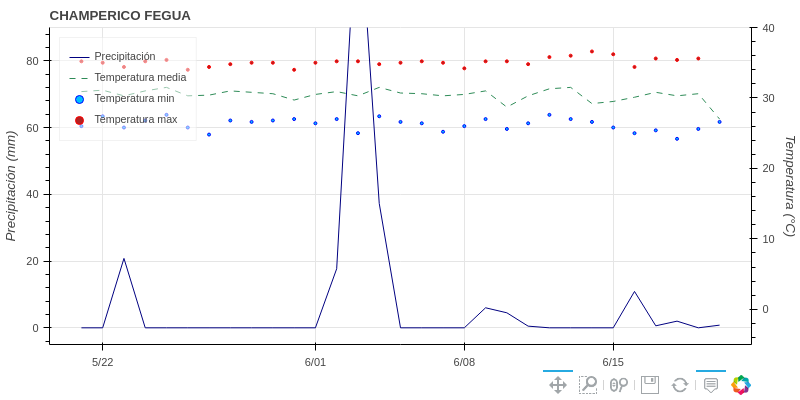 CHAMPERICO FEGUA
Precipitación
Temperatura media
Temperatura min
Temperatura max
Precipitación (mm)
80
60
40
20
0
Temperatura (°C)
40
30
20
10
0
5/22
6/01
6/08
6/15